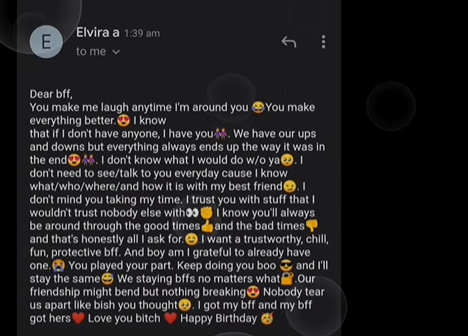 E
Elvira a 1:39 am
to me
Dear bff,
You make me laugh anytime I'm around you 😂You make
everything better.😍 I know
that if I don't have anyone, I have you👭. We have our ups
and downs but everything always ends up the way it was in
the end😍👭. I don't know what I would do w/o ya🥺. I
don't need to see/talk to you everyday cause I know
what/who/where/and how it is with my best friend😏. I
don't mind you taking my time. I trust you with stuff that I
wouldn't trust nobody else with👀✊ I know you'll always
be around through the good times👍and the bad times👎
and that's honestly all I ask for.😄 I want a trustworthy, chill,
fun, protective bff. And boy am I grateful to already have
one.😭 You played your part. Keep doing you boo 😎 and I'll
stay the same😄 We staying bffs no matters what🔐.Our
friendship might bend but nothing breaking😍 Nobody tear
us apart like bish you thought🥺. I got my bff and my bff
got hers❤️ Love you bitch❤️ Happy Birthday 🥳